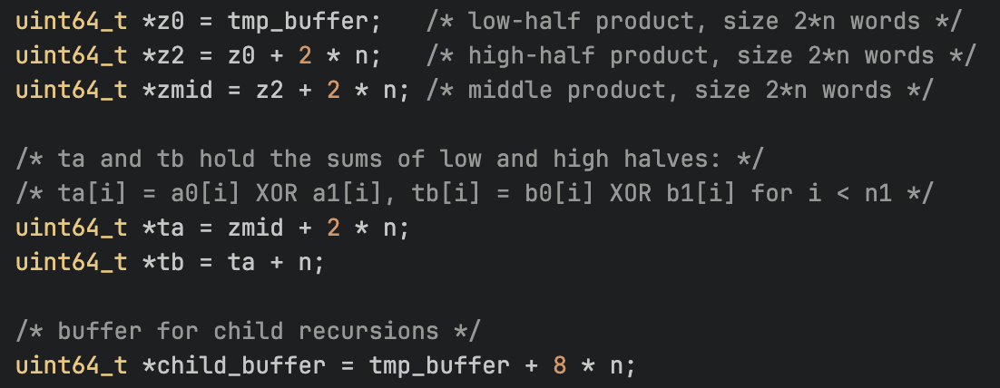 uint64_t *z0 = tmp_buffer;   /* low-half product, size 2*n words */
uint64_t *z2 = z0 + 2 * n;   /* high-half product, size 2*n words */
uint64_t *zmid = z2 + 2 * n; /* middle product, size 2*n words */
/* ta and tb hold the sums of low and high halves: */
/* ta[i] = a0[i] XOR a1[i], tb[i] = b0[i] XOR b1[i] for i < n1 */
uint64_t *ta = zmid + 2 * n;
uint64_t *tb = ta + n;
/* buffer for child recursions */
uint64_t *child_buffer = tmp_buffer + 8 * n;